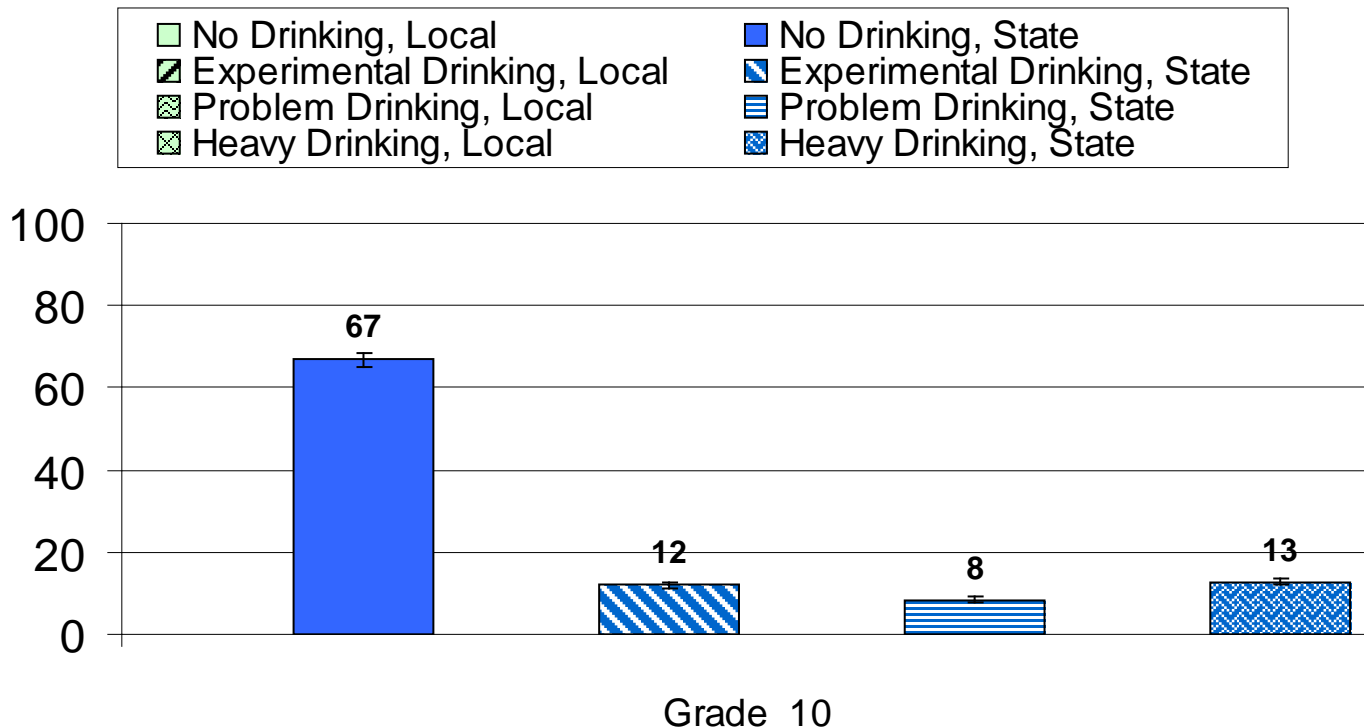 No Drinking, Local No Drinking, State
Experimental Drinking, Local Experimental Drinking, State
Problem Drinking, Local Problem Drinking, State
Heavy Drinking, Local Heavy Drinking, State
100
80
67
60
40
20
12
8
13
0
Grade 10